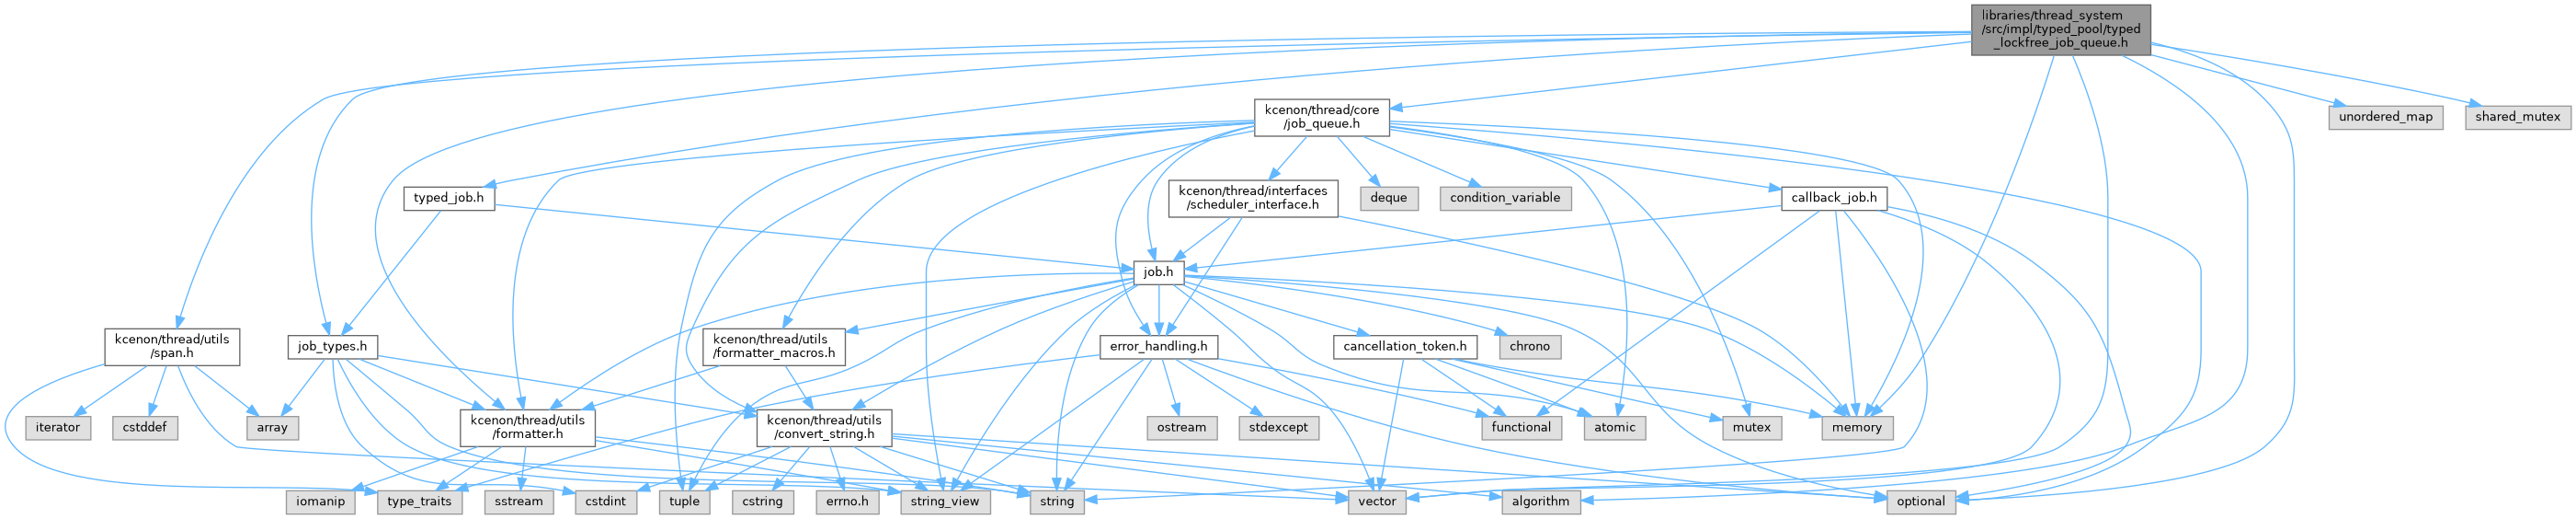 libraries/thread_system
/src/impl/typed_pool/typed
_lockfree_job_queue.h
kcenon/thread/core
/job_queue.h
unordered_map
shared_mutex
typed_job.h
kcenon/thread/interfaces
/scheduler_interface.h
deque
condition_variable
callback_job.h
job.h
kcenon/thread/utils
/span.h
job_types.h
kcenon/thread/utils
/formatter_macros.h
error_handling.h
cancellation_token.h
chrono
iterator
cstddef
array
kcenon/thread/utils
/formatter.h
kcenon/thread/utils
/convert_string.h
ostream
stdexcept
functional
atomic
mutex
memory
iomanip
type_traits
sstream
cstdint
tuple
cstring
errno.h
string_view
string
vector
algorithm
optional